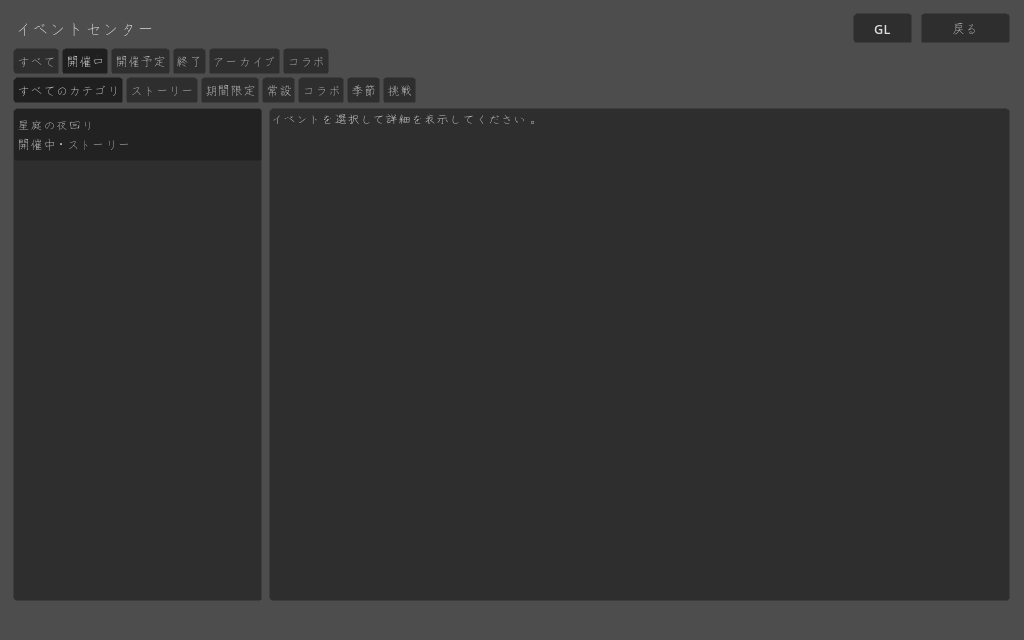 イベントセンター
GL
戻る
すべて 開催中 開催予定 終了 アーカイブ コラボ
すべてのカテゴリ ストーリー 期間限定 常設 コラボ 季節 挑戦
星庭の夜回り
開催中・ストーリー
イベントを選択して詳細を表示してください。